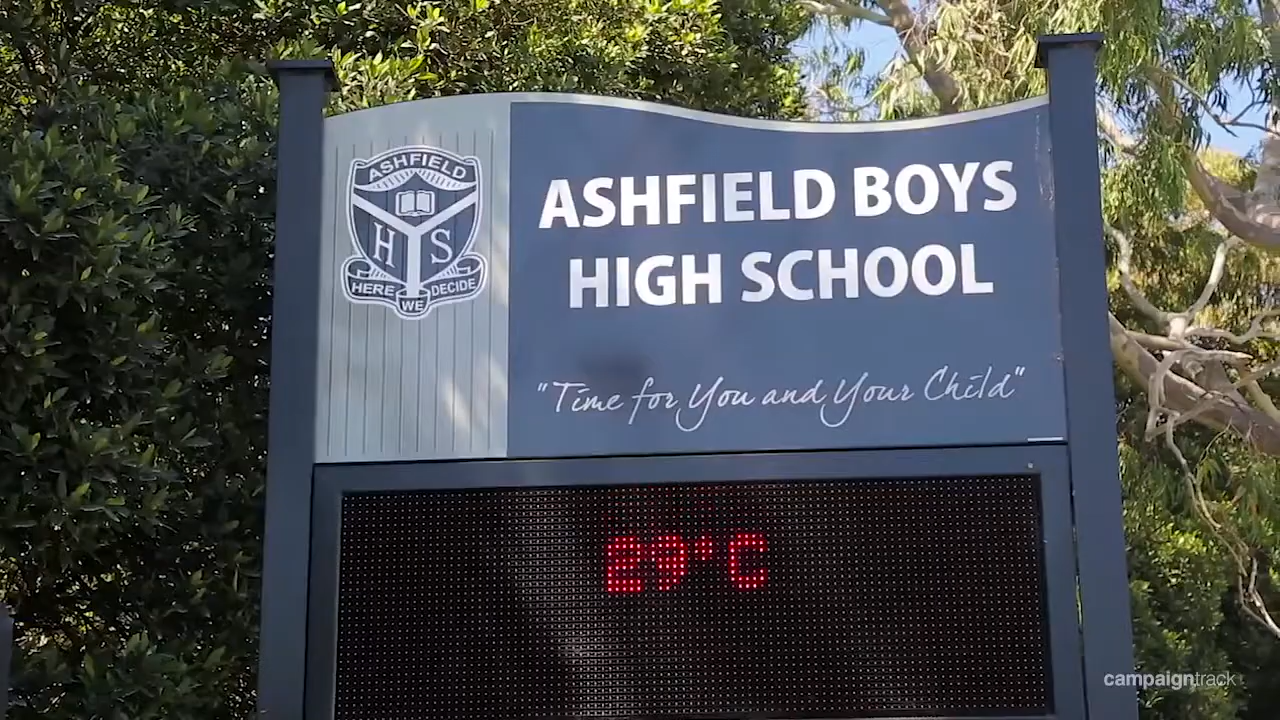 ASHFIELD
H S
HERE WE DECIDE
ASHFIELD BOYS
HIGH SCHOOL
"Time for You and Your Child"
29°C
campaigntrack